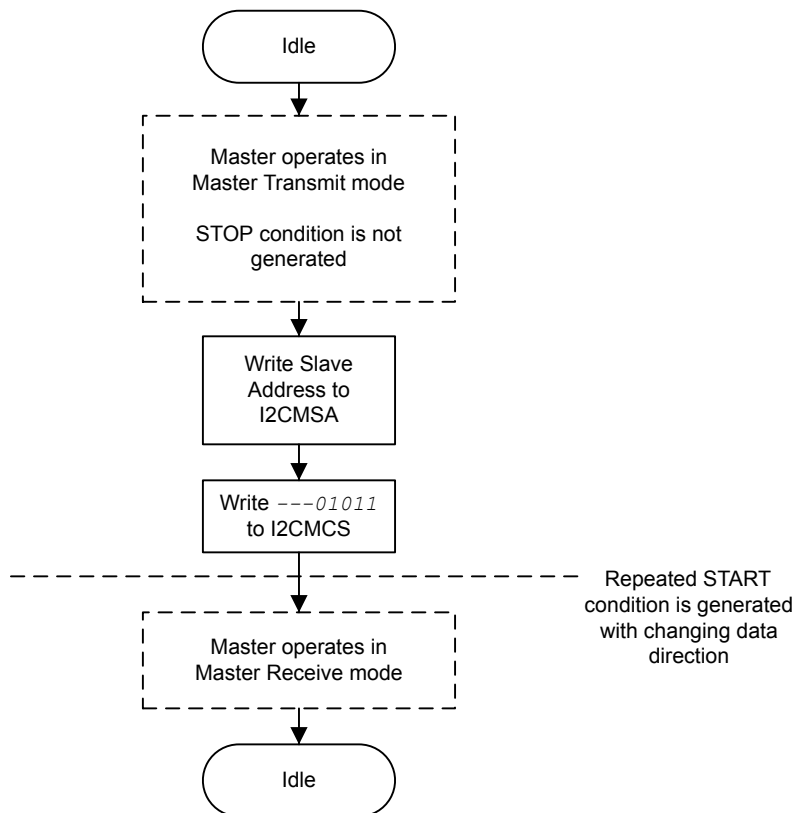 Idle
Master operates in
Master Transmit mode
STOP condition is not
generated
Write Slave
Address to
I2CMSA
Write ---01011
to I2CMCS
Repeated START
condition is generated
with changing data
direction
Master operates in
Master Receive mode
Idle